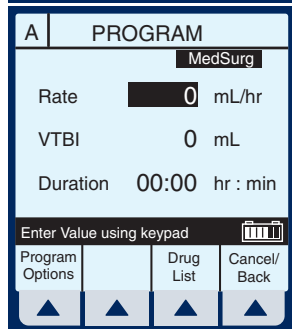 A PROGRAM
MedSurg
Rate 0 mL/hr
VTBI 0 mL
Duration 00:00 hr : min
Enter Value using keypad
Program Options
Drug List
Cancel/ Back